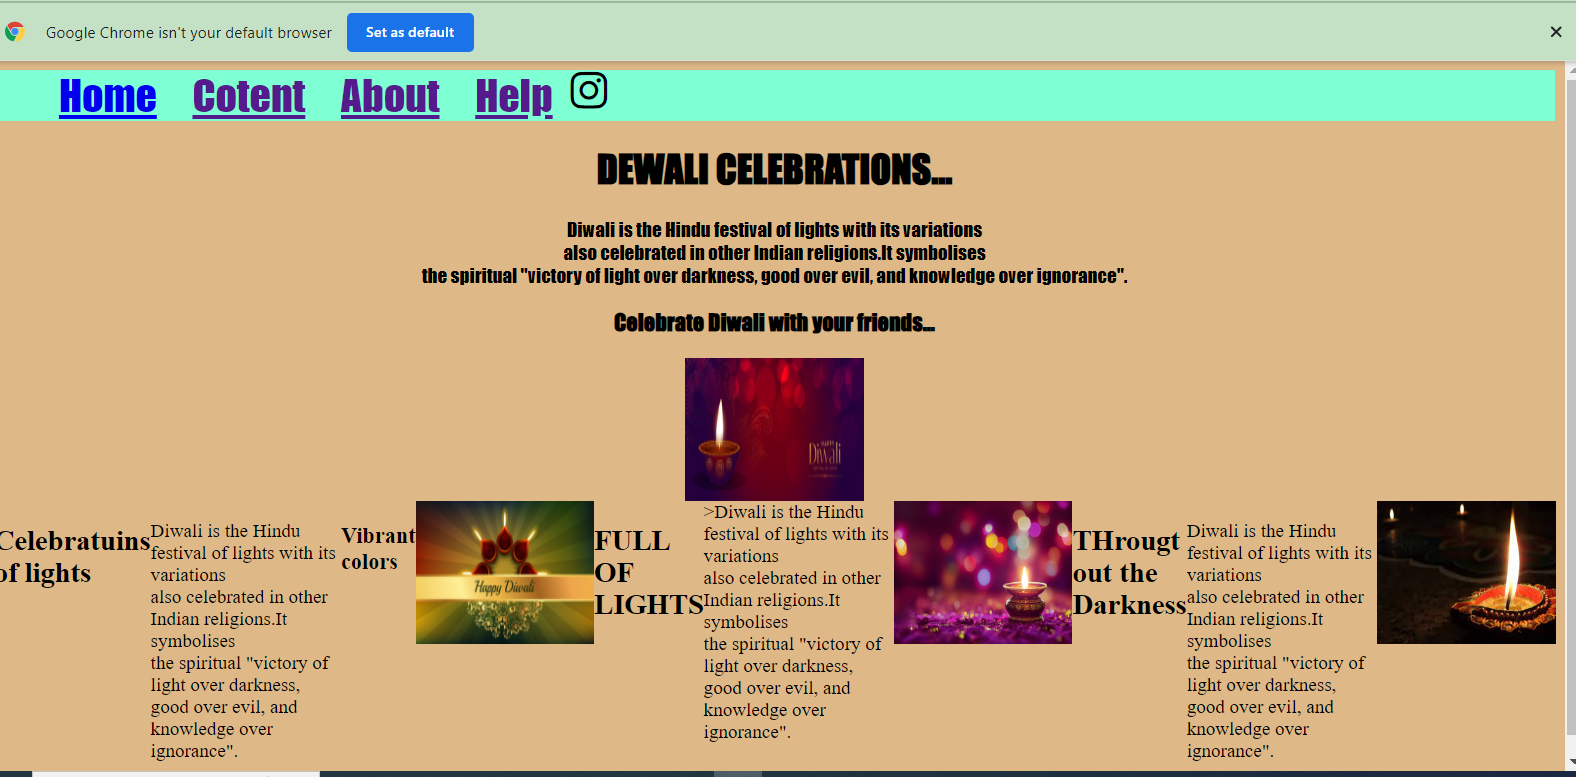 Google Chrome isn't your default browser
Set as default
Home Cotent About Help
DEWALI CELEBRATIONS...
Diwali is the Hindu festival of lights with its variations
also celebrated in other Indian religions.It symbolises
the spiritual "victory of light over darkness, good over evil, and knowledge over ignorance".
Celebrate Diwali with your friends...
HAPPY
Diwali
Celebratuins
of lights
Diwali is the Hindu
festival of lights with its
variations
also celebrated in other
Indian religions.It
symbolises
the spiritual "victory of
light over darkness,
good over evil, and
knowledge over
ignorance".
Vibrant
colors
Happy Diwali
FULL
OF
LIGHTS
>Diwali is the Hindu
festival of lights with its
variations
also celebrated in other
Indian religions.It
symbolises
the spiritual "victory of
light over darkness,
good over evil, and
knowledge over
ignorance".
THrougt
out the
Darkness
Diwali is the Hindu
festival of lights with its
variations
also celebrated in other
Indian religions.It
symbolises
the spiritual "victory of
light over darkness,
good over evil, and
knowledge over
ignorance".